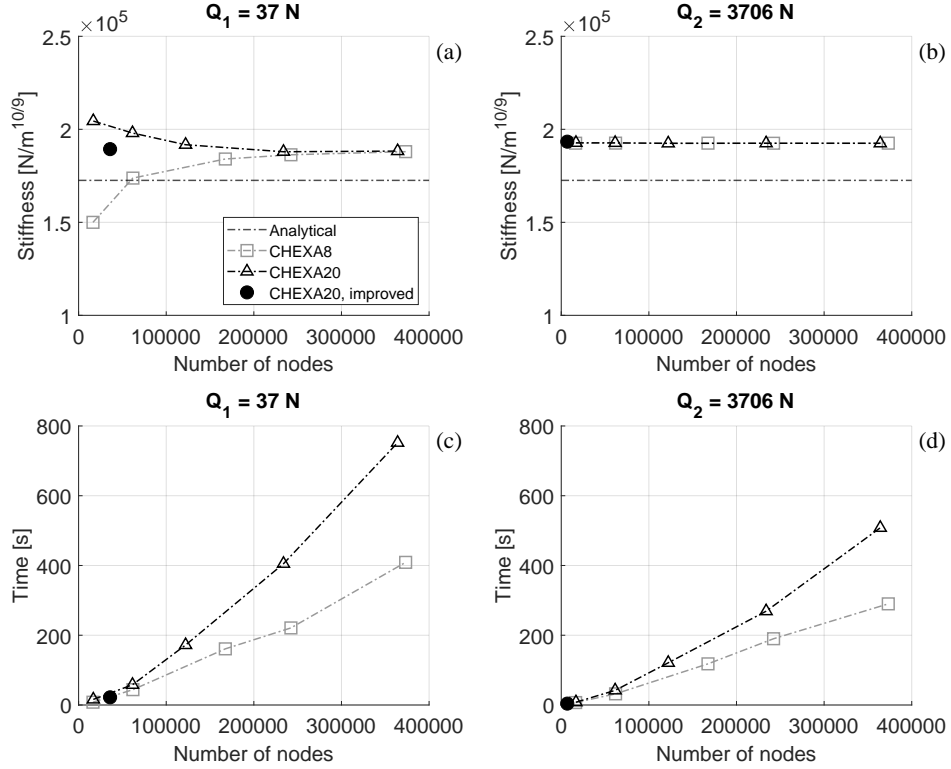 Q1 = 37 N
×10^5
(a)
2.5
2
1.5
1
Stiffness [N/m^10/9]
0
100000
200000
300000
400000
Number of nodes
Analytical
CHEXA8
CHEXA20
CHEXA20, improved
Q2 = 3706 N
×10^5
(b)
2.5
2
1.5
1
Stiffness [N/m^10/9]
0
100000
200000
300000
400000
Number of nodes
Q1 = 37 N
(c)
800
600
400
200
0
Time [s]
0
100000
200000
300000
400000
Number of nodes
Q2 = 3706 N
(d)
800
600
400
200
0
Time [s]
0
100000
200000
300000
400000
Number of nodes